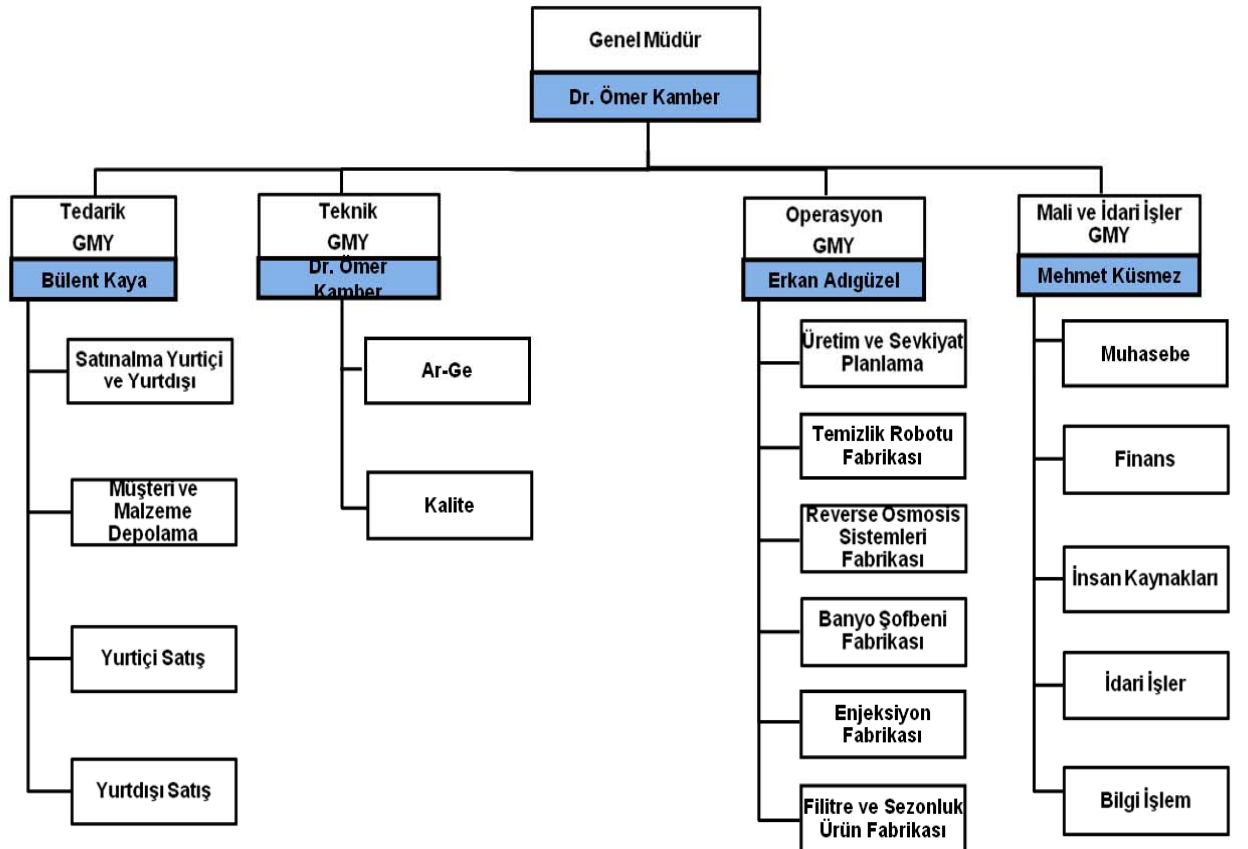 Genel Müdür
Dr. Ömer Kamber
Tedarik
GMY
Bülent Kaya
Satınalma Yurtiçi
ve Yurtdışı
Müşteri ve
Malzeme
Depolama
Yurtiçi Satış
Yurtdışı Satış
Teknik
GMY
Dr. Ömer
Kamber
Ar-Ge
Kalite
Operasyon
GMY
Erkan Adıgüzel
Üretim ve Sevkiyat
Planlama
Temizlik Robotu
Fabrikası
Reverse Osmosis
Sistemleri
Fabrikası
Banyo Şofbeni
Fabrikası
Enjeksiyon
Fabrikası
Filitre ve Sezonluk
Ürün Fabrikası
Mali ve İdari İşler
GMY
Mehmet Küsmez
Muhasebe
Finans
İnsan Kaynakları
İdari İşler
Bilgi İşlem